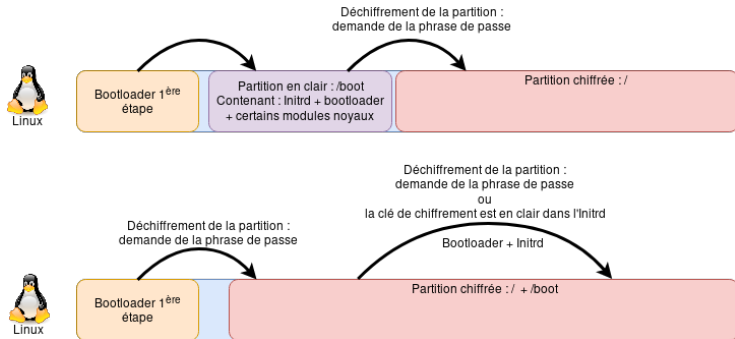 Déchiffrement de la partition :
demande de la phrase de passe
Bootloader 1ère
étape
Partition en clair : /boot
Contenant : Initrd + bootloader
+ certains modules noyaux
Partition chiffrée : /
Linux
Déchiffrement de la partition :
demande de la phrase de passe
ou
la clé de chiffrement est en clair dans l'Initrd
Déchiffrement de la partition :
demande de la phrase de passe
Bootloader + Initrd
Bootloader 1ère
étape
Partition chiffrée : / + /boot
Linux